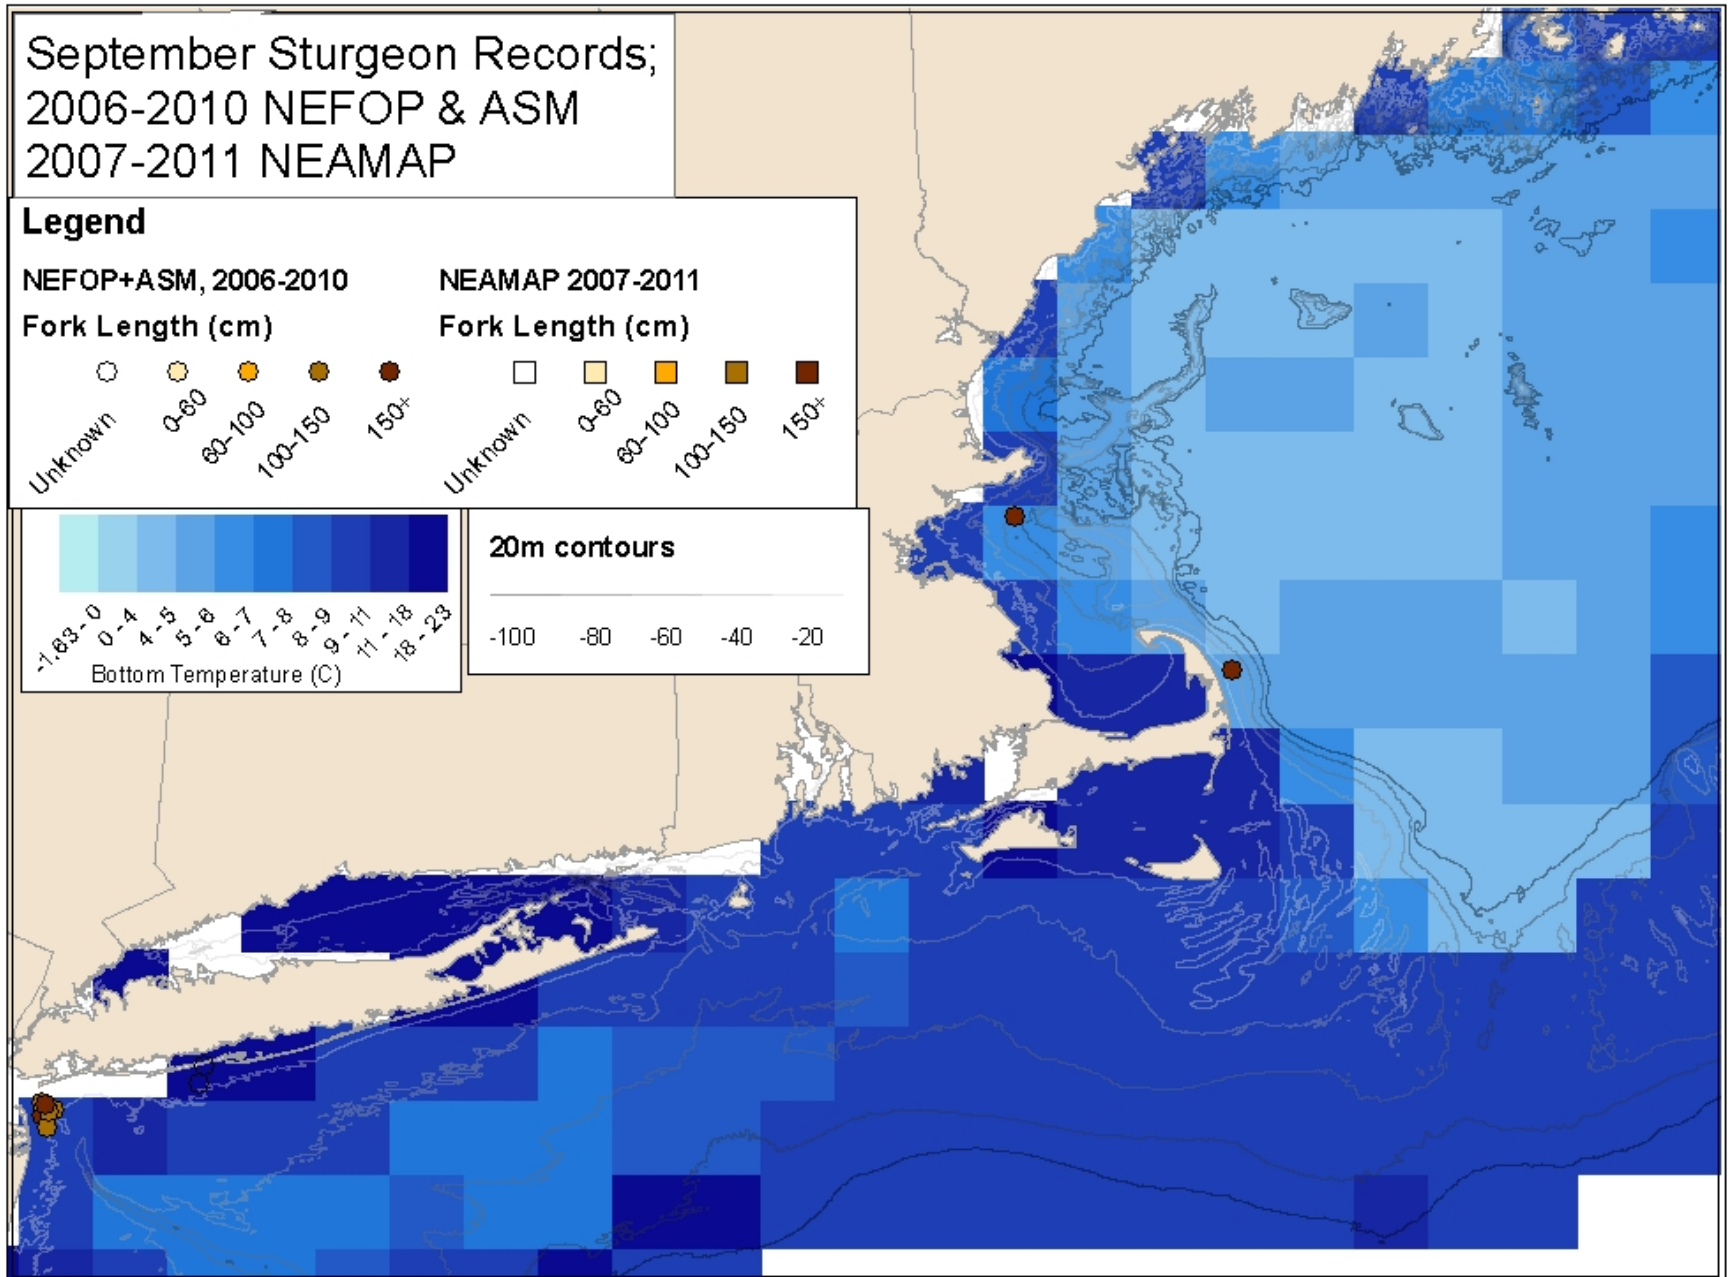 September Sturgeon Records;
2006-2010 NEFOP & ASM
2007-2011 NEAMAP
Legend
NEFOP+ASM, 2006-2010
Fork Length (cm)
Unknown
0-60
60-100
100-150
150+
NEAMAP 2007-2011
Fork Length (cm)
Unknown
0-60
60-100
100-150
150+
-1.63 - 0
0 - 4
4 - 5
5 - 6
6 - 7
7 - 8
8 - 9
9 - 11
11 - 18
18 - 23
Bottom Temperature (C)
20m contours
-100 -80 -60 -40 -20